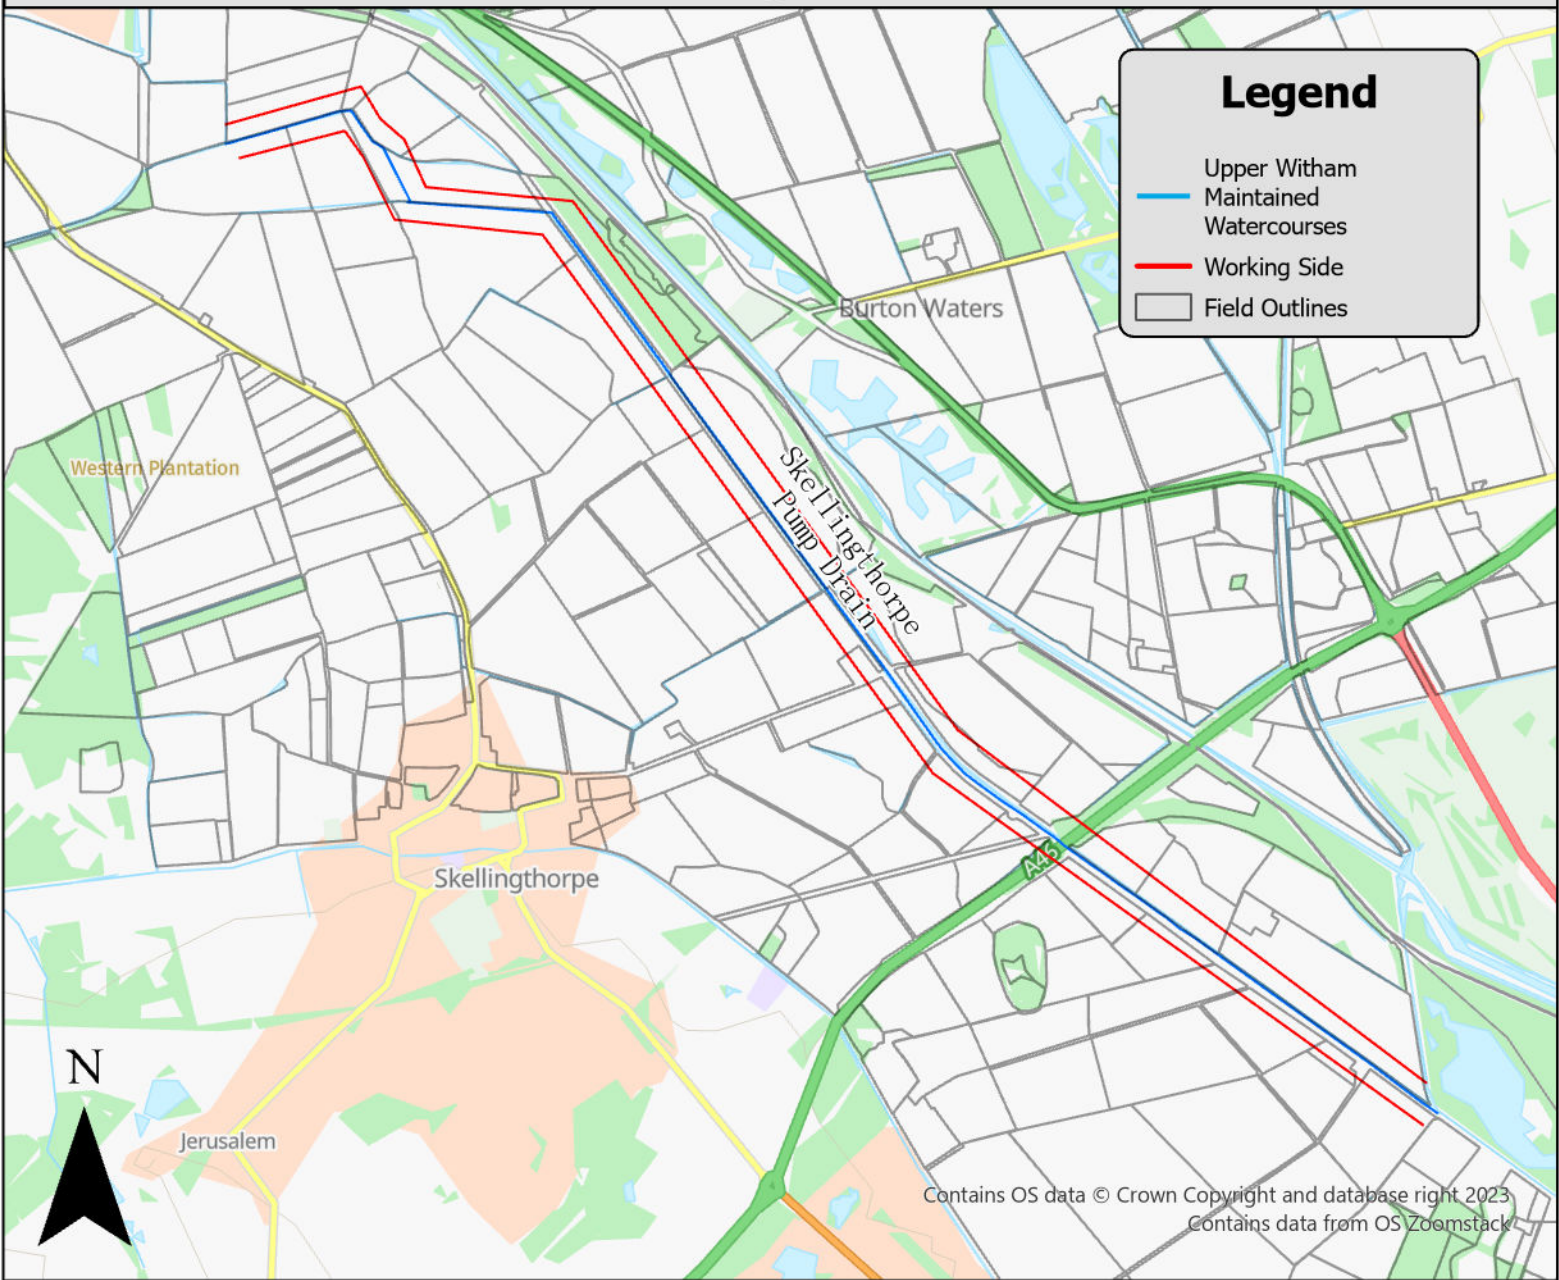 Legend
Upper Witham
Maintained
Watercourses
Working Side
Field Outlines
Burton Waters
Western Plantation
Skellingthorpe
Pump Drain
A46
Skellingthorpe
N
Jerusalem
Contains OS data © Crown Copyright and database right 2023
Contains data from OS Zoomstack